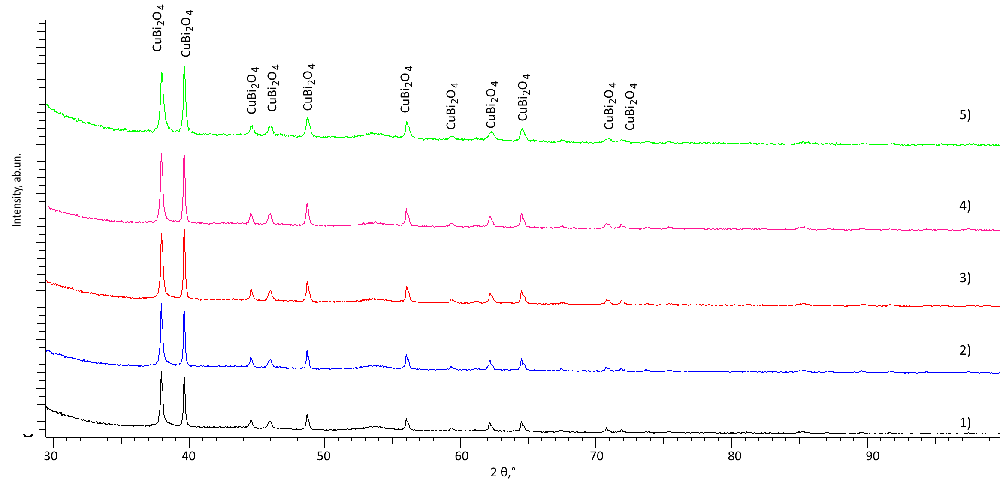 CuBi₂O₄
CuBi₂O₄
CuBi₂O₄
CuBi₂O₄
CuBi₂O₄
CuBi₂O₄
CuBi₂O₄
CuBi₂O₄
CuBi₂O₄
CuBi₂O₄
CuBi₂O₄
5)
4)
3)
2)
1)
Intensity, ab.un.
30 40 50 60 70 80 90
2 θ,°